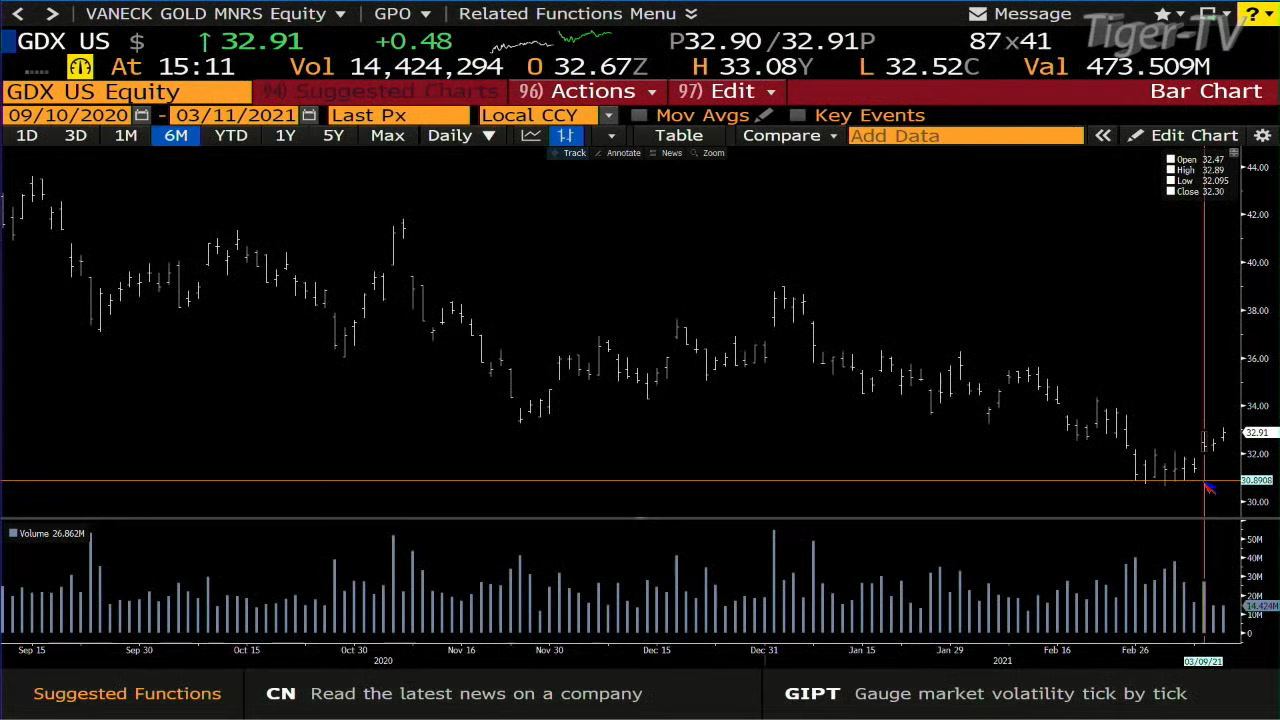 VANECK GOLD MNRS Equity GPO Related Functions Menu Message ?
GDX US $ ↑ 32.91 +0.48 P32.90 /32.91P 87x41 Tiger-TV
At 15:11 Vol 14,424,294 O 32.67Z H 33.08Y L 32.52C Val 473.509M
GDX US Equity 94) Suggested Charts 96) Actions 97) Edit Bar Chart
09/10/2020 - 03/11/2021 Last Px Local CCY Mov Avgs Key Events
1D 3D 1M 6M YTD 1Y 5Y Max Daily ▼ Table Compare Add Data « Edit Chart
Track Annotate News Zoom
Open 32.47
High 32.89
Low 32.095
Close 32.30
44.00
42.00
40.00
38.00
36.00
34.00
32.91
32.00
30.8908
30.00
Volume 26.862M
50M
40M
30M
20M
14.424M
10M
0
Sep 15 Sep 30 Oct 15 Oct 30 Nov 16 Nov 30 Dec 15 Dec 31 Jan 15 Jan 29 Feb 16 Feb 26
2020 2021 03/09/21
Suggested Functions CN Read the latest news on a company GIPT Gauge market volatility tick by tick